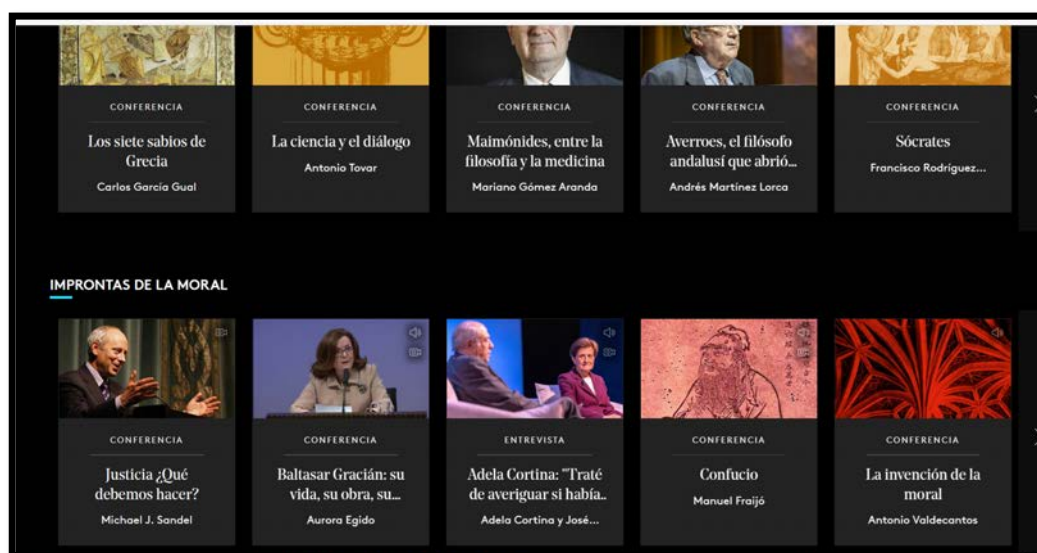 CONFERENCIA
Los siete sabios de
Grecia
Carlos García Gual
CONFERENCIA
La ciencia y el diálogo
Antonio Tovar
CONFERENCIA
Maimónides, entre la
filosofía y la medicina
Mariano Gómez Aranda
CONFERENCIA
Averroes, el filósofo
andalusí que abrió...
Andrés Martínez Lorca
CONFERENCIA
Sócrates
Francisco Rodríguez...
IMPRONTAS DE LA MORAL
CONFERENCIA
Justicia ¿Qué
debemos hacer?
Michael J. Sandel
CONFERENCIA
Baltasar Gracián: su
vida, su obra, su...
Aurora Egido
ENTREVISTA
Adela Cortina: "Traté
de averiguar si había..
Adela Cortina y José...
CONFERENCIA
Confucio
Manuel Fraijó
CONFERENCIA
La invención de la
moral
Antonio Valdecantos